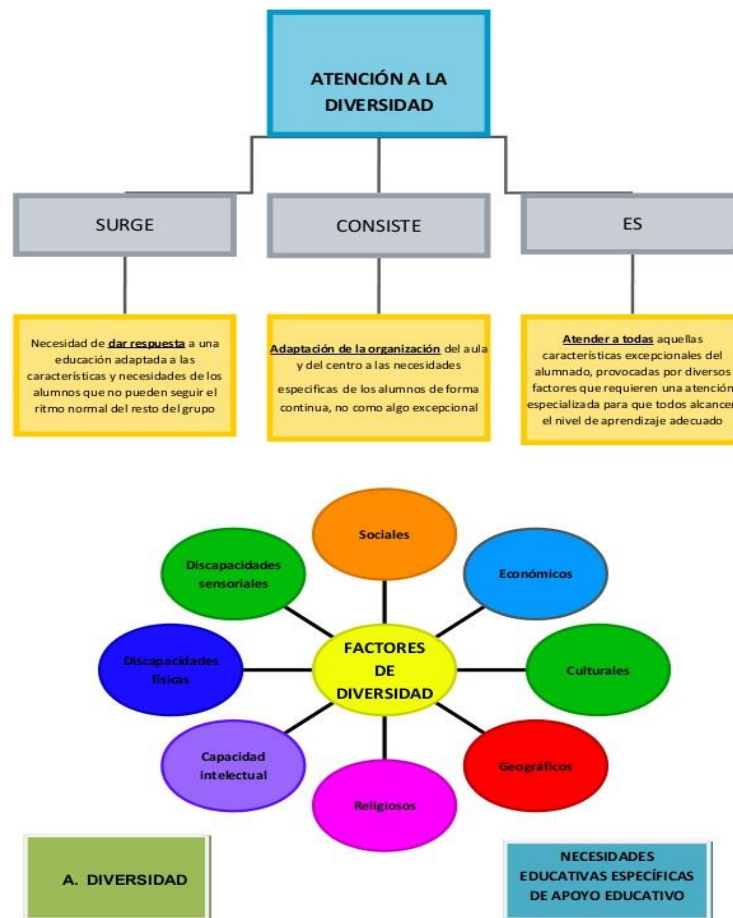 ATENCIÓN A LA
DIVERSIDAD
SURGE
CONSISTE
ES
Necesidad de dar respuesta a una
educación adaptada a las
características y necesidades de los
alumnos que no pueden seguir el
ritmo normal del resto del grupo
Adaptación de la organización del aula
y del centro a las necesidades
especificas de los alumnos de forma
continua, no como algo excepcional
Atender a todas aquellas
características excepcionales del
alumnado, provocadas por diversos
factores que requieren una atención
especializada para que todos alcancen
el nivel de aprendizaje adecuado
Sociales
Discapacidades
sensoriales
Económicos
Discapacidades
físicas
FACTORES
DE
DIVERSIDAD
Culturales
Capacidad
intelectual
Geográficos
Religiosos
A. DIVERSIDAD
NECESIDADES
EDUCATIVAS ESPECÍFICAS
DE APOYO EDUCATIVO